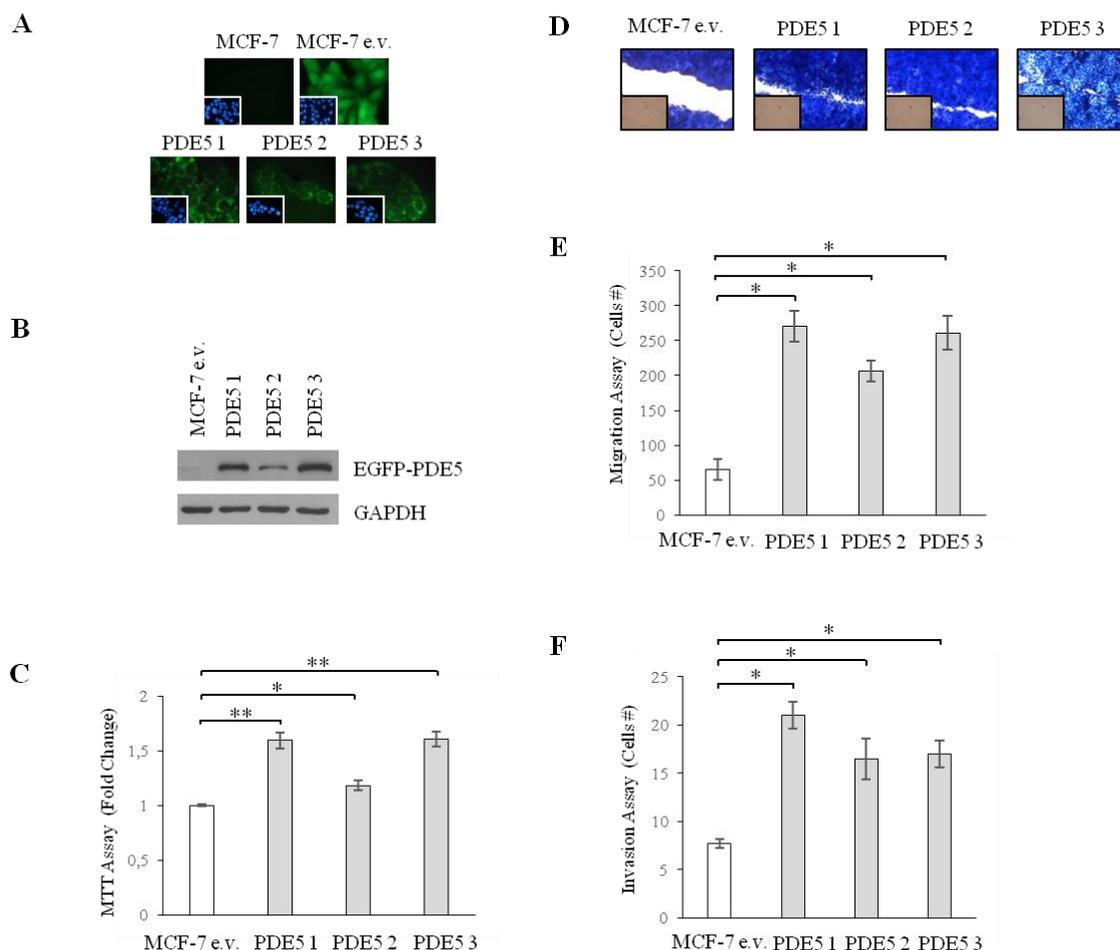 A
MCF-7 MCF-7 e.v.
PDE5 1 PDE5 2 PDE5 3
B
MCF-7 e.v.
PDE5 1
PDE5 2
PDE5 3
EGFP-PDE5
GAPDH
C
** 
*
**
MTT Assay (Fold Change)
2
1,5
1
0,5
0
MCF-7 e.v. PDE5 1 PDE5 2 PDE5 3
D
MCF-7 e.v. PDE5 1 PDE5 2 PDE5 3
E
*
*
*
Migration Assay (Cells #)
350
300
250
200
150
100
50
0
MCF-7 e.v. PDE5 1 PDE5 2 PDE5 3
F
*
*
*
Invasion Assay (Cells #)
25
20
15
10
5
0
MCF-7 e.v. PDE5 1 PDE5 2 PDE5 3